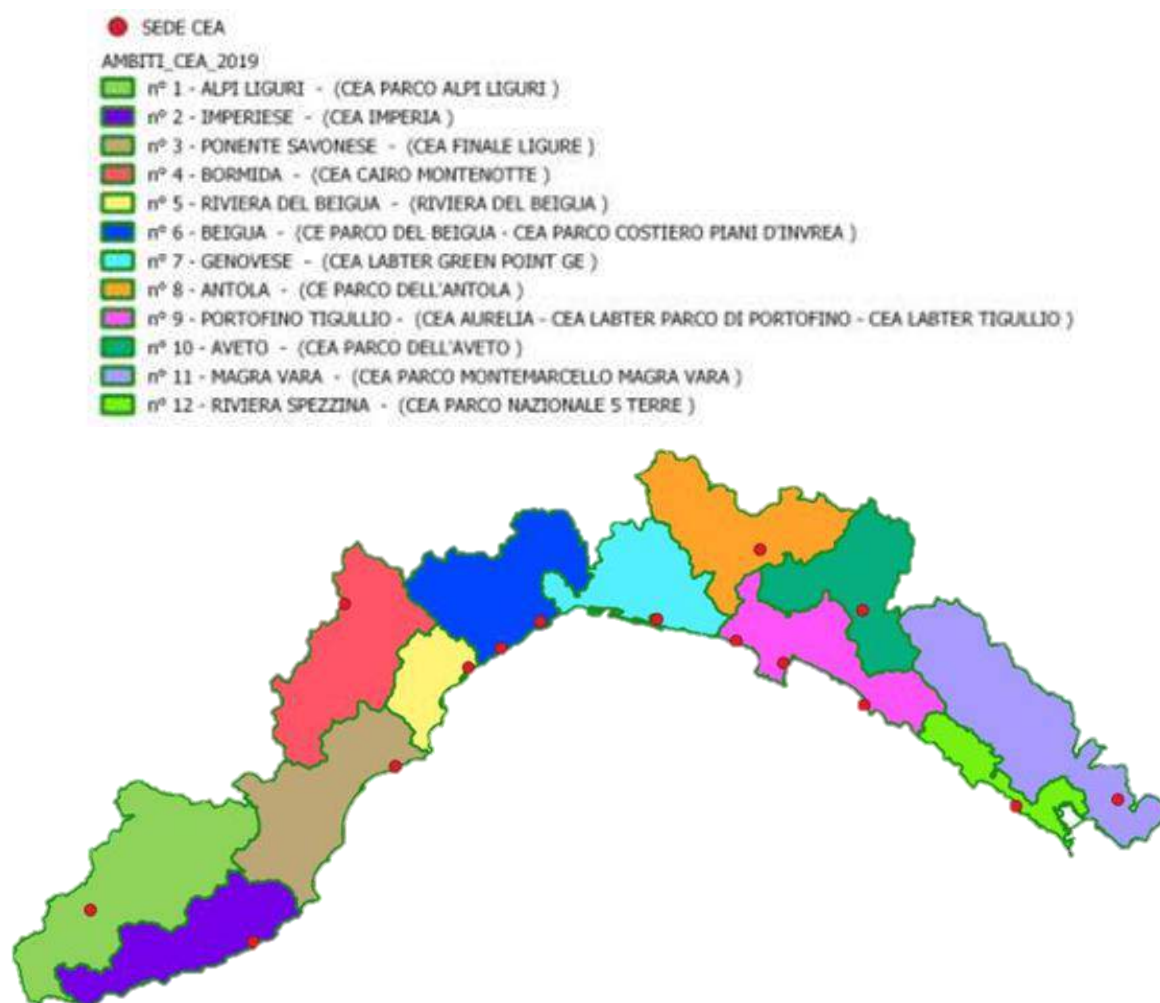 SEDE CEA
AMBITI_CEA_2019
n° 1 - ALPI LIGURI - (CEA PARCO ALPI LIGURI )
n° 2 - IMPERIESE - (CEA IMPERIA )
n° 3 - PONENTE SAVONESE - (CEA FINALE LIGURE )
n° 4 - BORMIDA - (CEA CAIRO MONTENOTTE )
n° 5 - RIVIERA DEL BEIGUA - (RIVIERA DEL BEIGUA )
n° 6 - BEIGUA - (CE PARCO DEL BEIGUA - CEA PARCO COSTIERO PIANI D'INVREA )
n° 7 - GENOVESE - (CEA LABTER GREEN POINT GE )
n° 8 - ANTOLA - (CE PARCO DELL'ANTOLA )
n° 9 - PORTOFINO TIGULLIO - (CEA AURELIA - CEA LABTER PARCO DI PORTOFINO - CEA LABTER TIGULLIO )
n° 10 - AVETO - (CEA PARCO DELL'AVETO )
n° 11 - MAGRA VARA - (CEA PARCO MONTEMARCELLO MAGRA VARA )
n° 12 - RIVIERA SPEZZINA - (CEA PARCO NAZIONALE 5 TERRE )